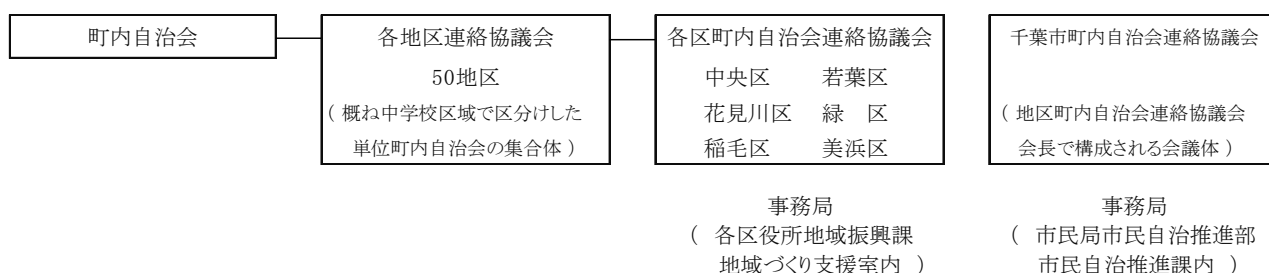 町内自治会
各地区連絡協議会
50地区
( 概ね中学校区域で区分けした
単位町内自治会の集合体 )
各区町内自治会連絡協議会
中央区 若葉区
花見川区 緑 区
稲毛区 美浜区
事務局
( 各区役所地域振興課
地域づくり支援室内 )
千葉市町内自治会連絡協議会
( 地区町内自治会連絡協議会
会長で構成される会議体 )
事務局
( 市民局市民自治推進部
市民自治推進課内 )